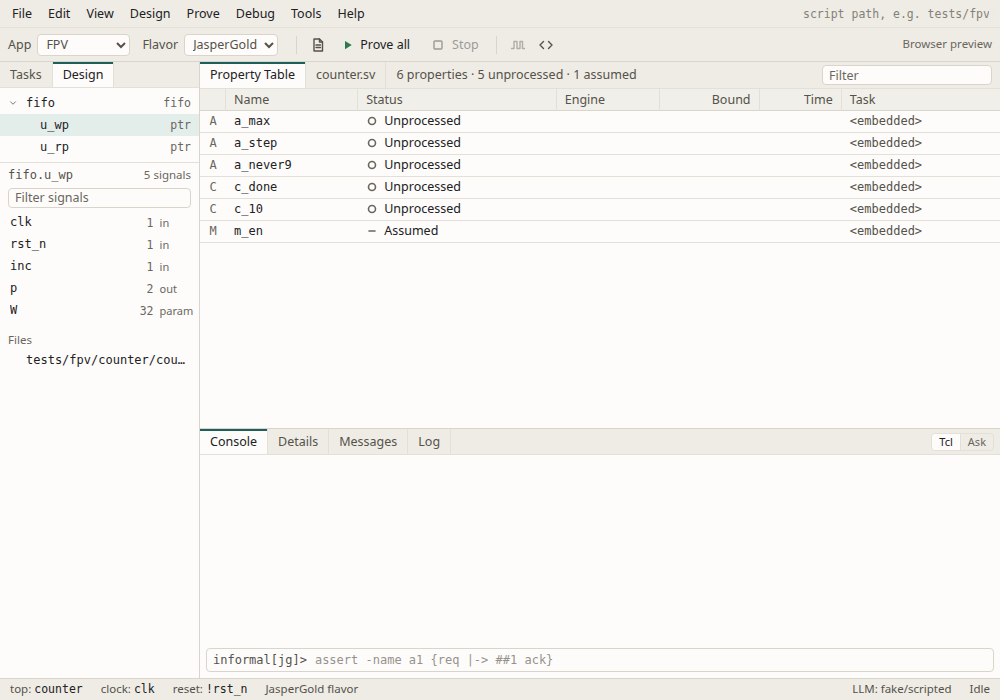 File Edit View Design Prove Debug Tools Help script path, e.g. tests/fpv
App FPV Flavor JasperGold Prove all Stop Browser preview
Tasks Design Property Table counter.sv 6 properties · 5 unprocessed · 1 assumed Filter
fifo fifo
u_wp ptr
u_rp ptr
fifo.u_wp 5 signals
Filter signals
clk 1 in
rst_n 1 in
inc 1 in
p 2 out
W 32 param
Files
tests/fpv/counter/cou…
Name Status Engine Bound Time Task
A a_max Unprocessed <embedded>
A a_step Unprocessed <embedded>
A a_never9 Unprocessed <embedded>
C c_done Unprocessed <embedded>
C c_10 Unprocessed <embedded>
M m_en Assumed <embedded>
Console Details Messages Log Tcl Ask
informal[jg]> assert -name a1 {req |-> ##1 ack}
top: counter clock: clk reset: !rst_n JasperGold flavor LLM: fake/scripted Idle